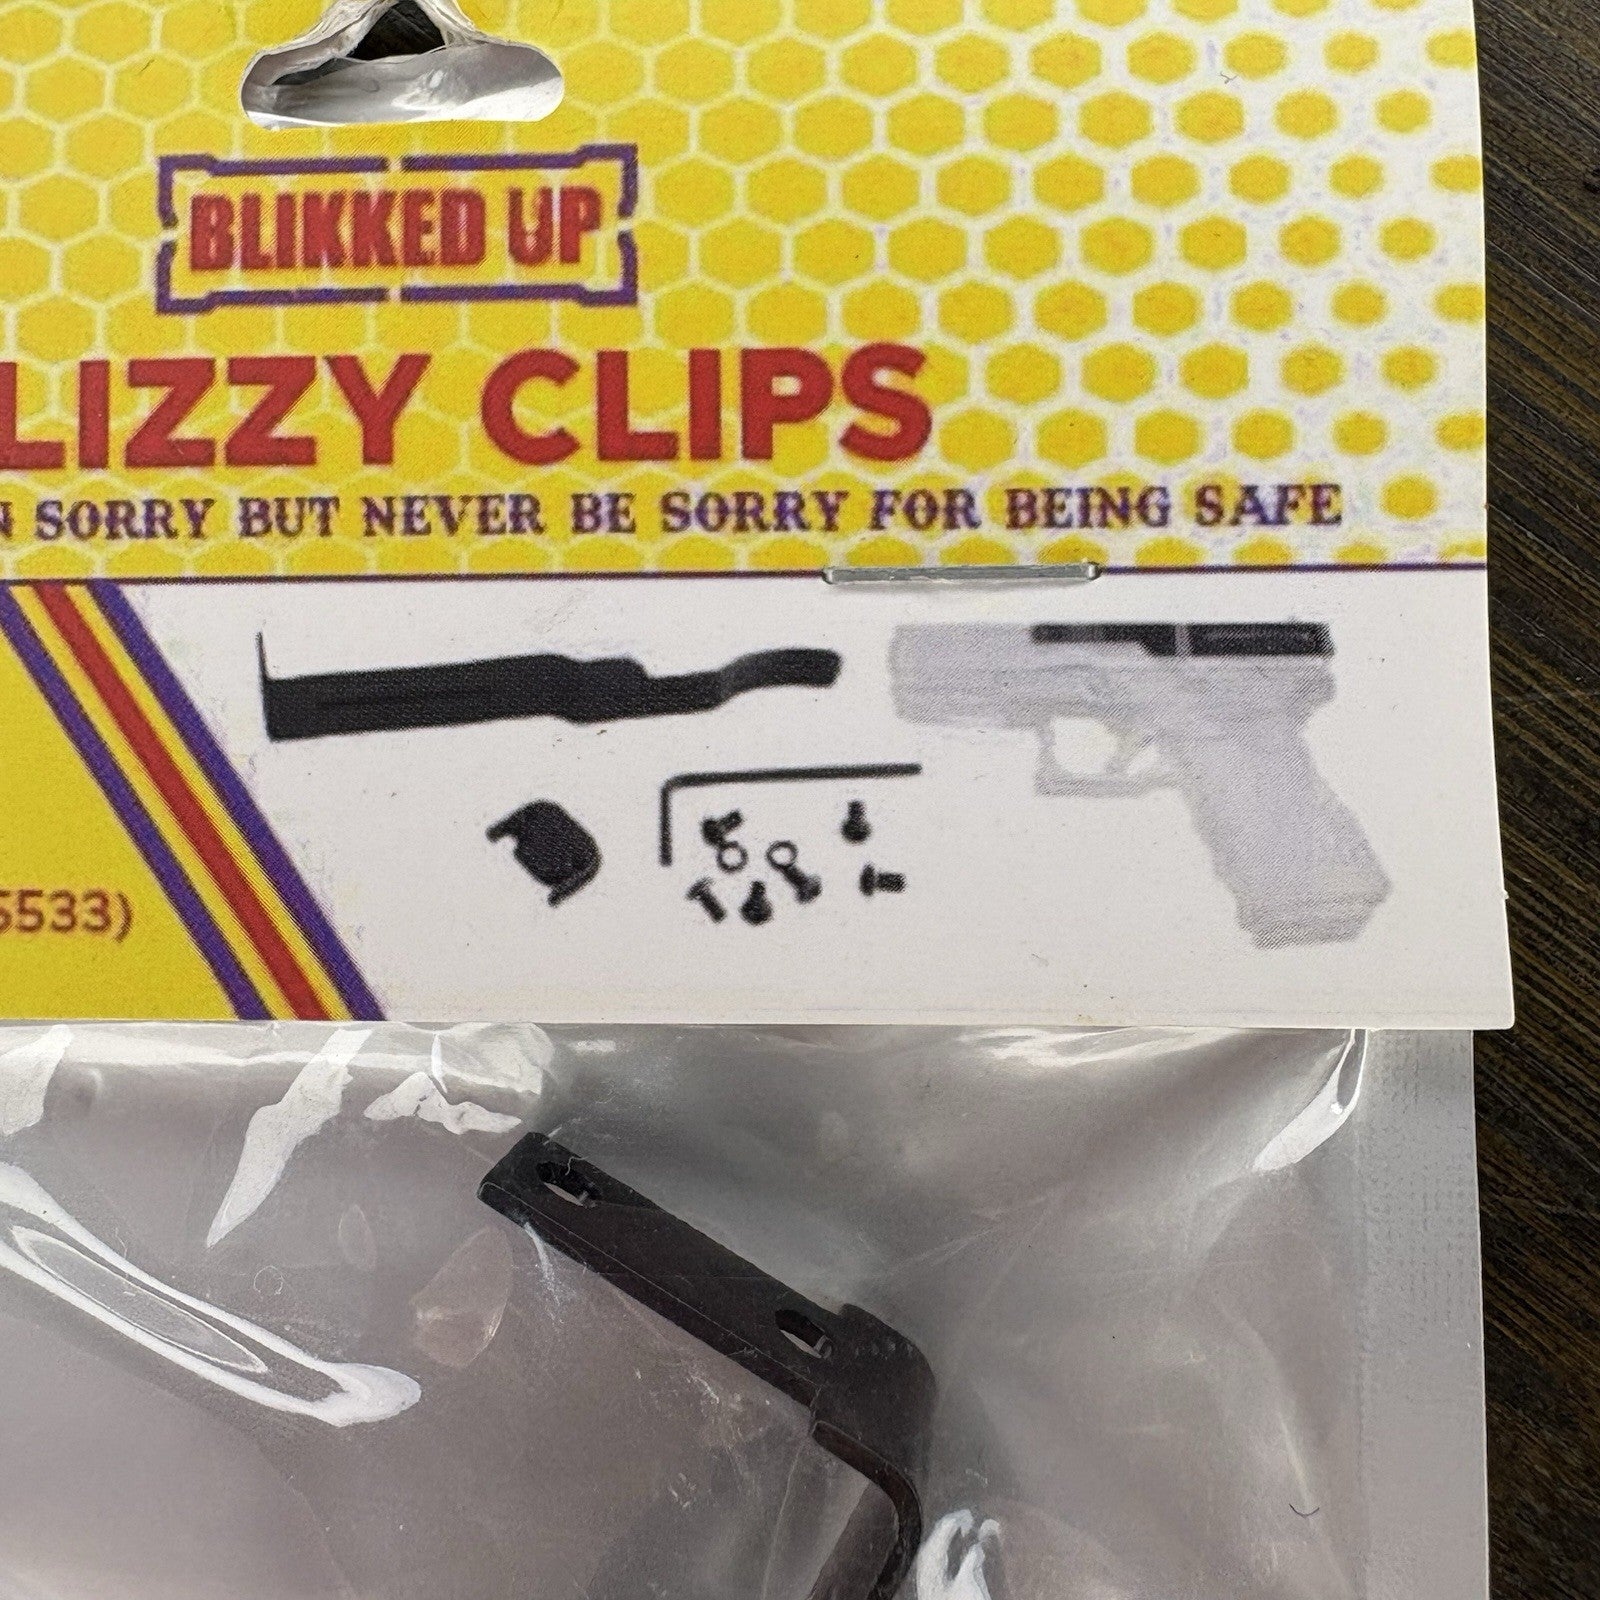 BLIKKED UP
LIZZY CLIPS
N SORRY BUT NEVER BE SORRY FOR BEING SAFE
5533)